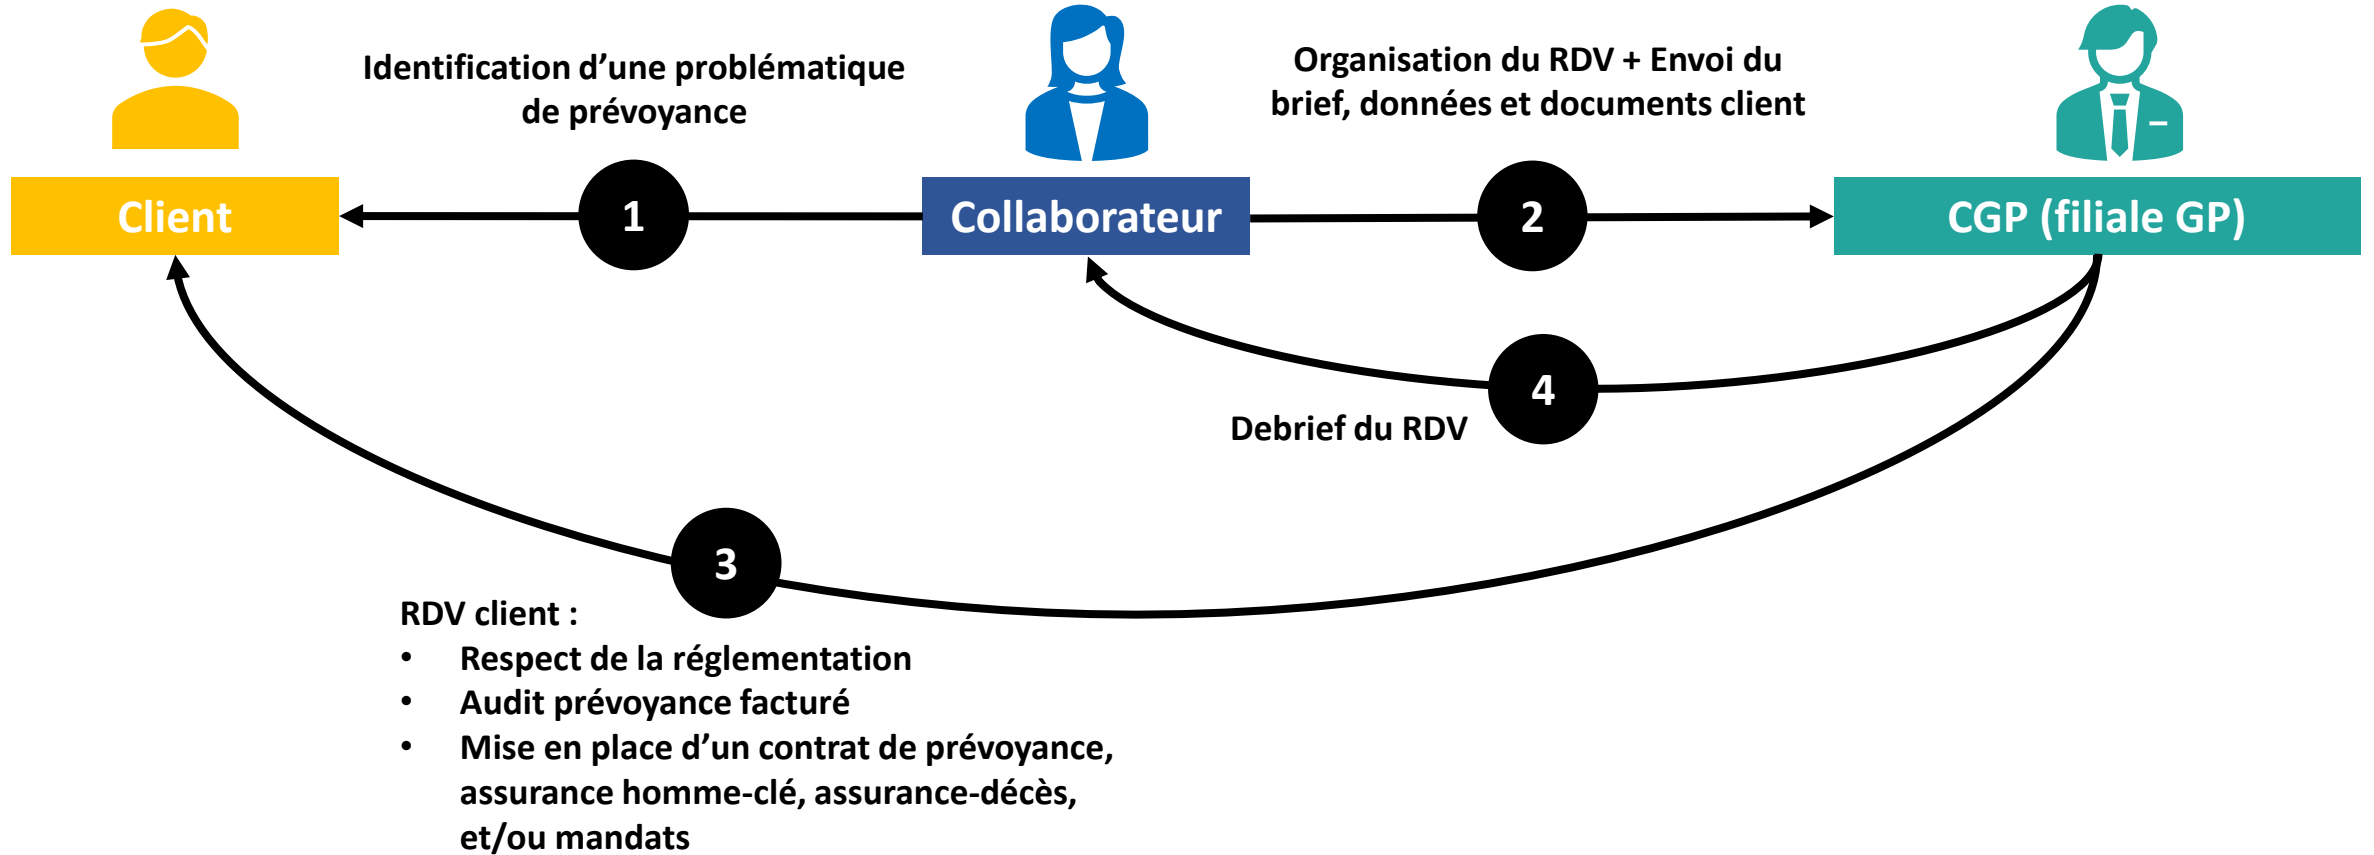 Identification d’une problématique
de prévoyance
Organisation du RDV + Envoi du
brief, données et documents client
Client
1
Collaborateur
2
CGP (filiale GP)
4
Debrief du RDV
3
RDV client :
• Respect de la réglementation
• Audit prévoyance facturé
• Mise en place d’un contrat de prévoyance,
assurance homme-clé, assurance-décès,
et/ou mandats